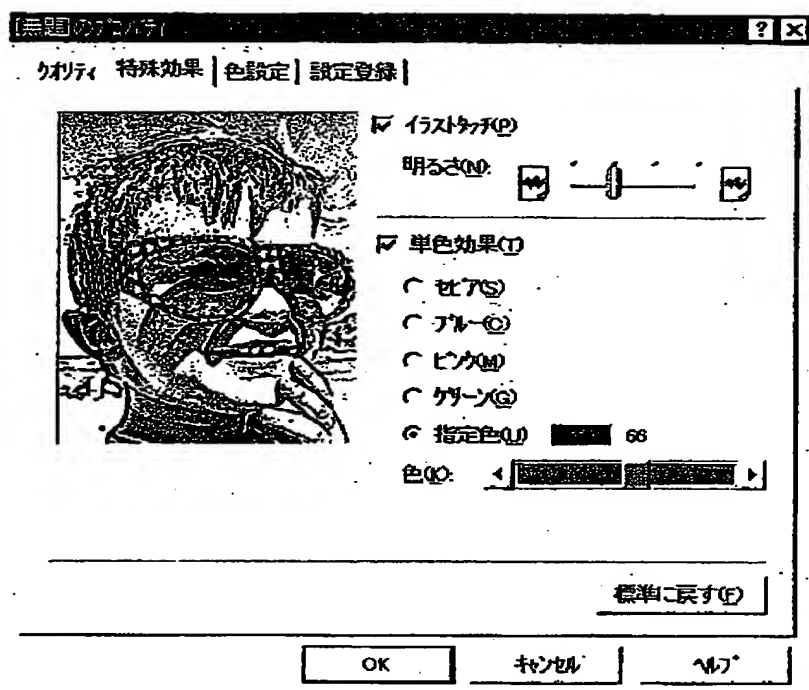 [無題]のプロパティ
クオリティ 特殊効果 色設定 設定登録
イラストタッチ(P)
明るさ(N):
単色効果(T)
セピア(S)
ブルー(C)
ピンク(M)
グリーン(G)
指定色(U) 66
色(K):
標準に戻す(F)
OK キャンセル ヘルプ